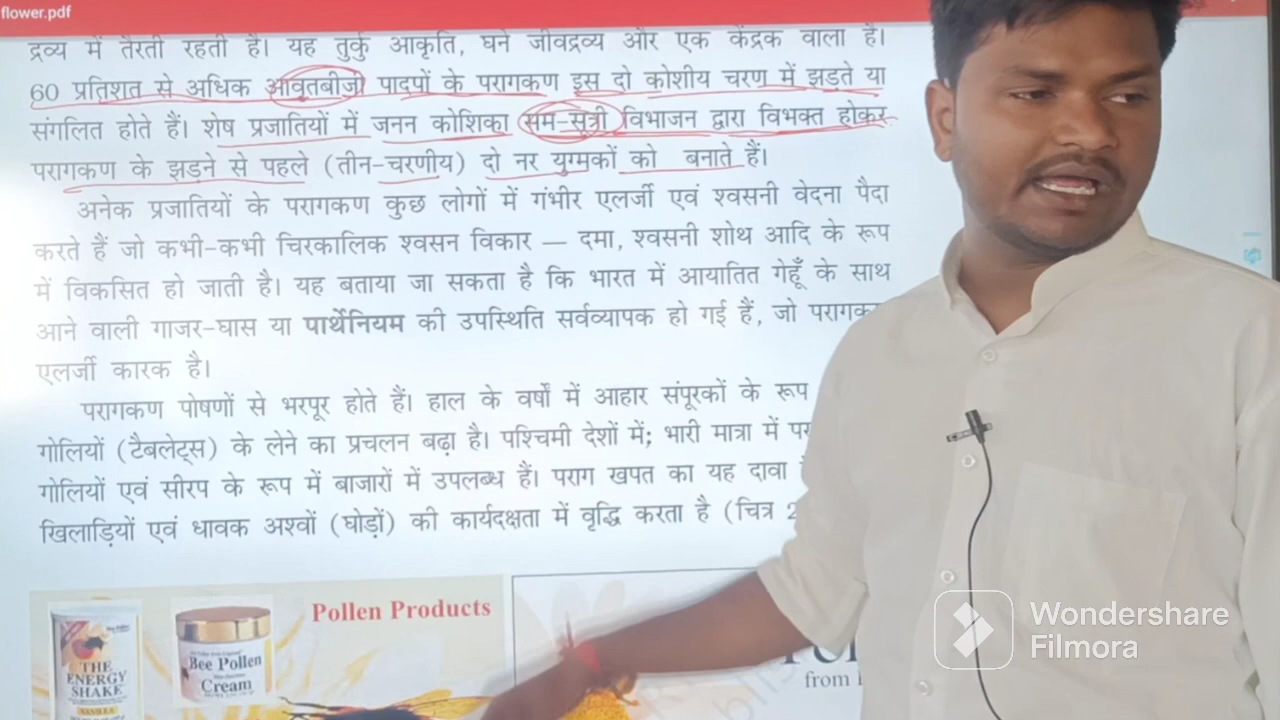 flower.pdf
द्रव्य में तैरती रहती है। यह तुर्कु आकृति, घने जीवद्रव्य और एक केंद्रक वाला है।
60 प्रतिशत से अधिक आवृतबीजी पादपों के परागकण इस दो कोशीय चरण में झड़ते या
संगलित होते हैं। शेष प्रजातियों में जनन कोशिका सम-सूत्री विभाजन द्वारा विभक्त होकर
परागकण के झड़ने से पहले (तीन-चरणीय) दो नर युग्मकों को बनाते हैं।
अनेक प्रजातियों के परागकण कुछ लोगों में गंभीर एलर्जी एवं श्वसनी वेदना पैदा
करते हैं जो कभी-कभी चिरकालिक श्वसन विकार — दमा, श्वसनी शोथ आदि के रूप
में विकसित हो जाती है। यह बताया जा सकता है कि भारत में आयातित गेहूँ के साथ
आने वाली गाजर-घास या पार्थेनियम की उपस्थिति सर्वव्यापक हो गई हैं, जो
एलर्जी कारक है।
परागकण पोषणों से भरपूर होते हैं। हाल के वर्षों में आहार संपूरकों के रूप
गोलियों (टैबलेट्स) के लेने का प्रचलन बढ़ा है। पश्चिमी देशों में; भारी मात्रा में
गोलियों एवं सीरप के रूप में बाजारों में उपलब्ध हैं। पराग खपत का यह दावा
खिलाड़ियों एवं धावक अश्वों (घोड़ों) की कार्यदक्षता में वृद्धि करता है (चित्र
Pollen Products
THE
ENERGY
SHAKE
VANILLA
Bee Pollen
Cream
from
Wondershare
Filmora